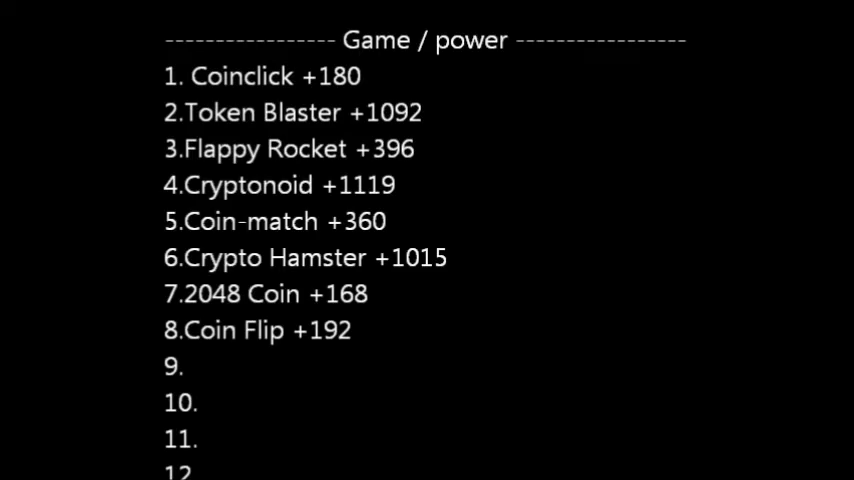 ----------------- Game / power -----------------
1. Coinclick +180
2.Token Blaster +1092
3.Flappy Rocket +396
4.Cryptonoid +1119
5.Coin-match +360
6.Crypto Hamster +1015
7.2048 Coin +168
8.Coin Flip +192
9.
10.
11.
12